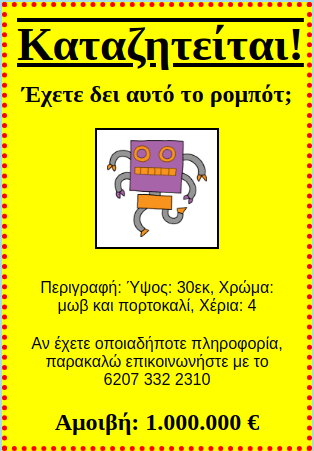 Καταζητείται!
Έχετε δει αυτό το ρομπότ;
Περιγραφή: Ύψος: 30εκ, Χρώμα:
μωβ και πορτοκαλί, Χέρια: 4
Αν έχετε οποιαδήποτε πληροφορία,
παρακαλώ επικοινωνήστε με το
6207 332 2310
Αμοιβή: 1.000.000 €